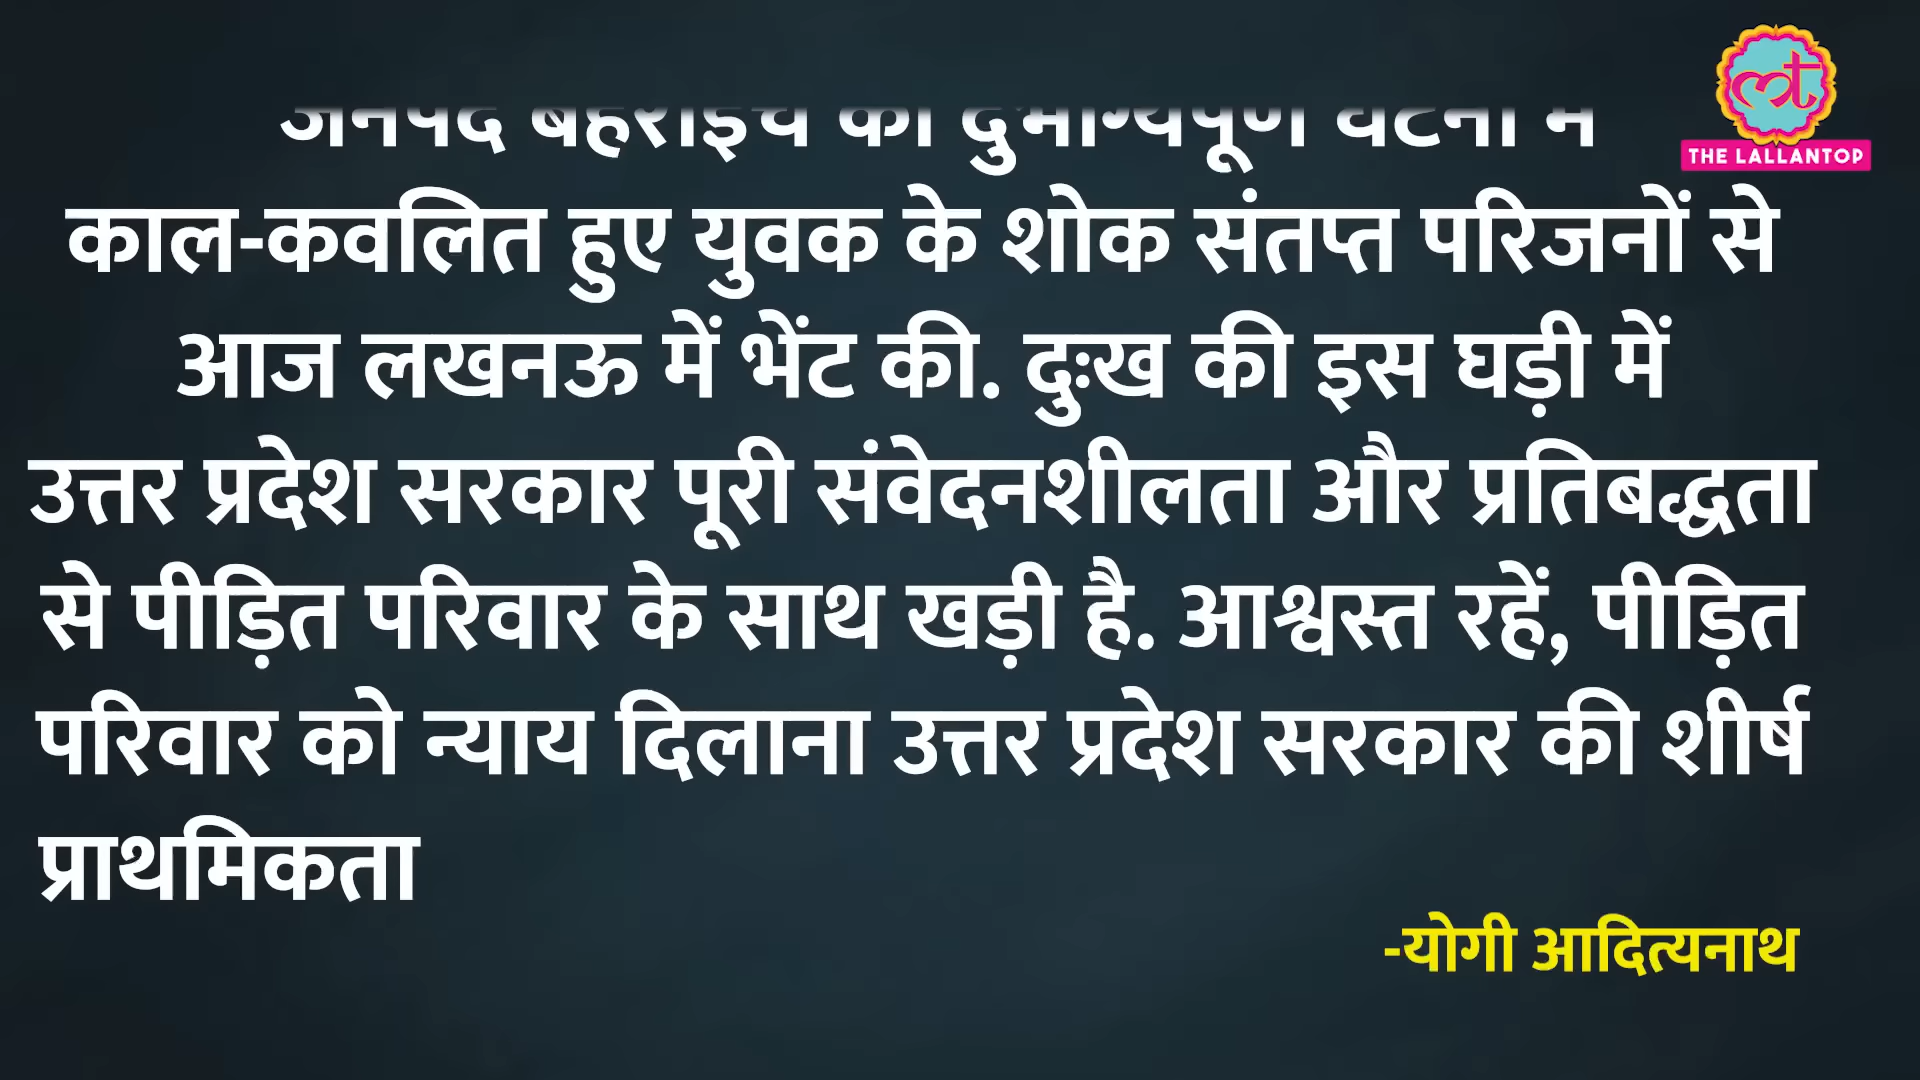 जनपद बहराइच की दुर्भाग्यपूर्ण घटना में
काल-कवलित हुए युवक के शोक संतप्त परिजनों से
आज लखनऊ में भेंट की. दुःख की इस घड़ी में
उत्तर प्रदेश सरकार पूरी संवेदनशीलता और प्रतिबद्धता
से पीड़ित परिवार के साथ खड़ी है. आश्वस्त रहें, पीड़ित
परिवार को न्याय दिलाना उत्तर प्रदेश सरकार की शीर्ष
प्राथमिकता
-योगी आदित्यनाथ
THE LALLANTOP